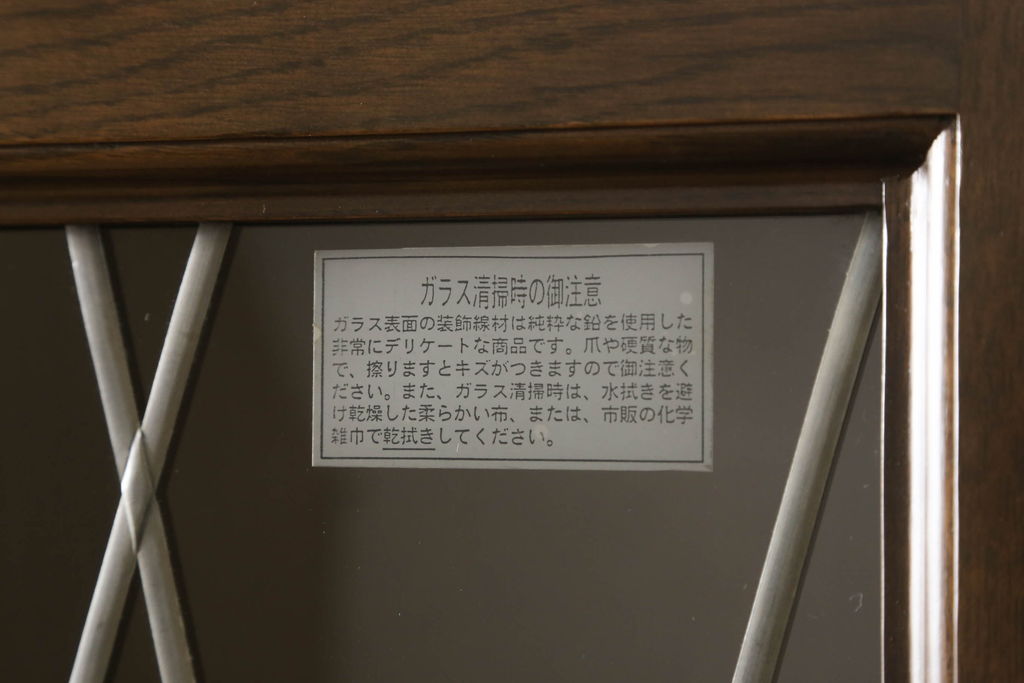 ガラス清掃時の御注意
ガラス表面の装飾線材は純粋な鉛を使用した
非常にデリケートな商品です。爪や硬質な物
で、擦りますとキズがつきますので御注意く
ださい。また、ガラス清掃時は、水拭きを避
け乾燥した柔らかい布、または、市販の化学
雑巾で乾拭きしてください。